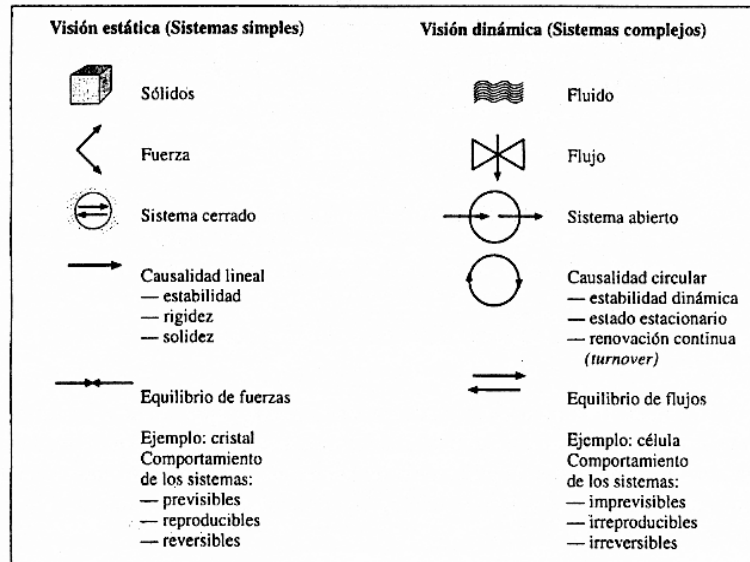 Visión estática (Sistemas simples)
Sólidos
Fuerza
Sistema cerrado
Causalidad lineal
— estabilidad
— rigidez
— solidez
Equilibrio de fuerzas
Ejemplo: cristal
Comportamiento
de los sistemas:
— previsibles
— reproducibles
— reversibles
Visión dinámica (Sistemas complejos)
Fluido
Flujo
Sistema abierto
Causalidad circular
— estabilidad dinámica
— estado estacionario
— renovación continua
(turnover)
Equilibrio de flujos
Ejemplo: célula
Comportamiento
de los sistemas:
— imprevisibles
— irreproducibles
— irreversibles